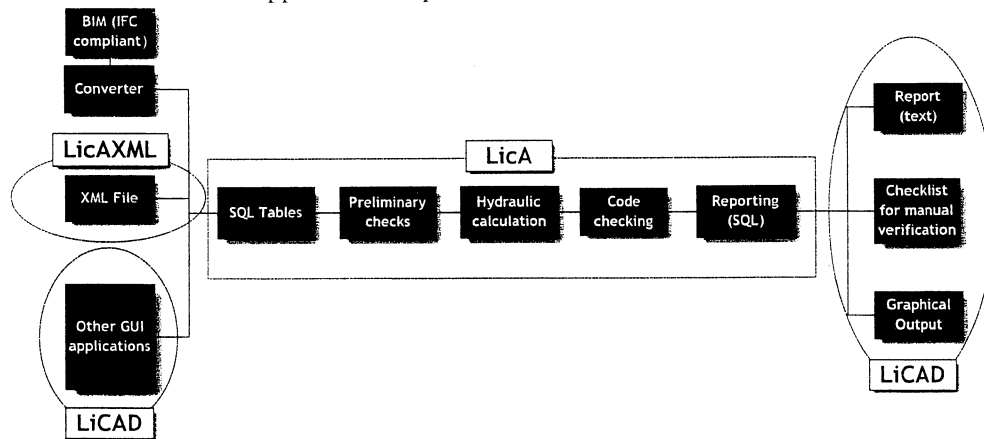 BIM (IFC
compliant)
Converter
LicAXML
XML File
Other GUI
applications
LiCAD
LicA
SQL Tables
Preliminary
checks
Hydraulic
calculation
Code
checking
Reporting
(SQL)
Report
(text)
Checklist
for manual
verification
Graphical
Output
LiCAD